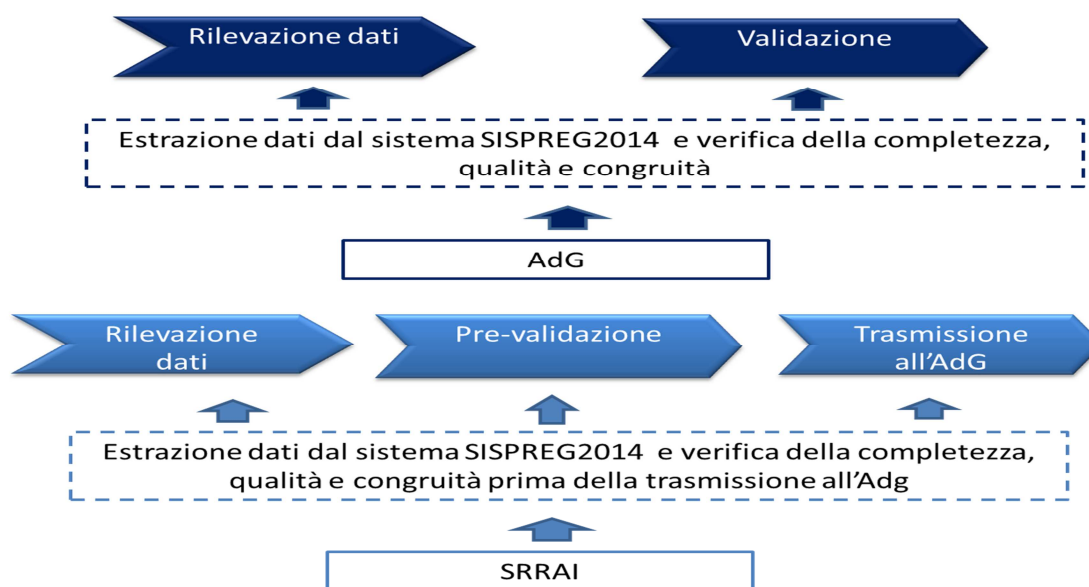 Rilevazione dati
Validazione
Estrazione dati dal sistema SISPREG2014 e verifica della completezza,
qualità e congruità
AdG
Rilevazione
dati
Pre-validazione
Trasmissione
all'AdG
Estrazione dati dal sistema SISPREG2014 e verifica della completezza,
qualità e congruità prima della trasmissione all'Adg
SRRAI